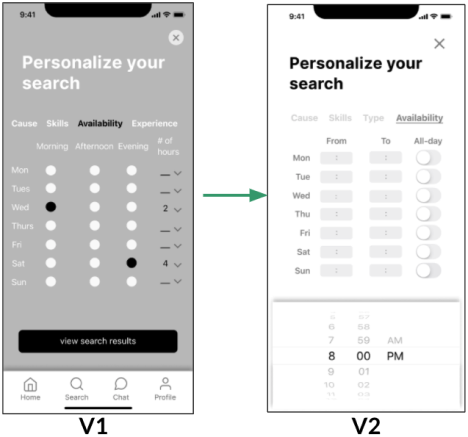 9:41
Personalize your
search
Cause Skills Availability Experience
Morning Afternoon Evening # of
hours
Mon
Tues
Wed 2
Thurs
Fri
Sat 4
Sun
view search results
Home Search Chat Profile
V1
9:41
Personalize your
search
Cause Skills Type Availability
From To All-day
Mon : :
Tue : :
Wed : :
Thu : :
Fri : :
Sat : :
Sun : :
6 58
7 59 AM
8 00 PM
9 01
10 02
V2